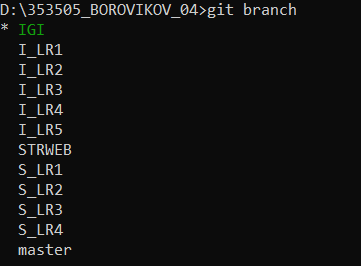 D:\353505_BOROVIKOV_04>git branch
* IGI
I_LR1
I_LR2
I_LR3
I_LR4
I_LR5
STRWEB
S_LR1
S_LR2
S_LR3
S_LR4
master